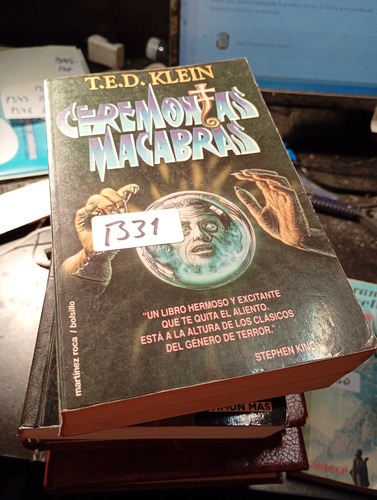 T.E.D. KLEIN
CEREMONIAS
MACABRAS
1331
"UN LIBRO HERMOSO Y EXCITANTE
QUE TE QUITA EL ALIENTO.
ESTÁ A LA ALTURA DE LOS CLÁSICOS
DEL GÉNERO DE TERROR."
STEPHEN KING
martínez roca / bolsillo
MÁS